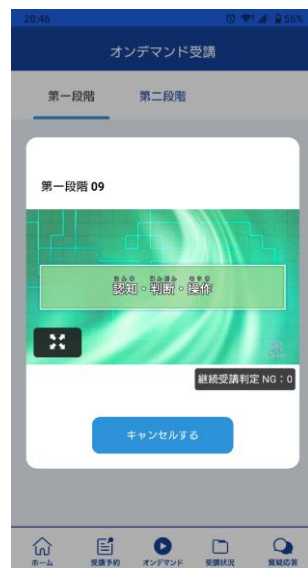 20:46
55%
オンデマンド受講
第一段階 第二段階
第一段階 09
にんち はんだん そうさ
認知・判断・操作
継続受講判定 NG：0
キャンセルする
ホーム 受講予約 オンデマンド 受講状況 質疑応答